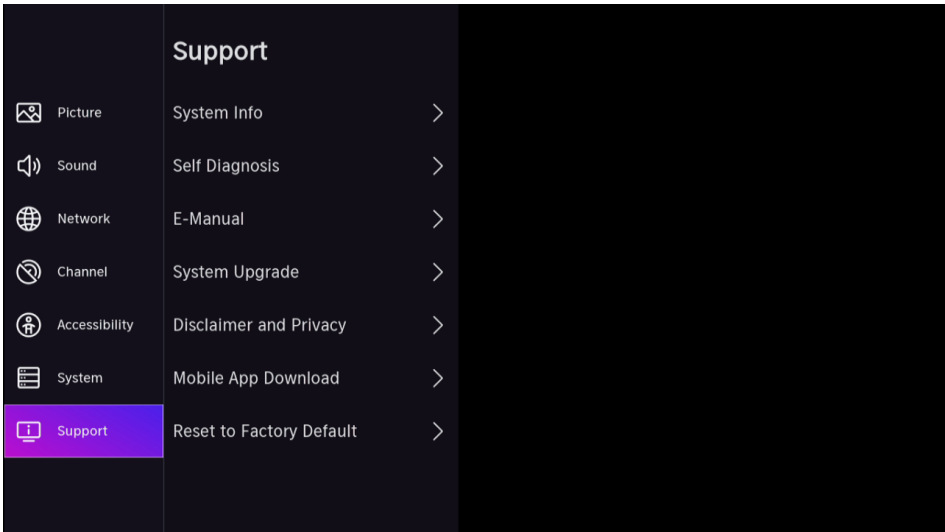 Support
Picture
System Info
Sound
Self Diagnosis
Network
E-Manual
Channel
System Upgrade
Accessibility
Disclaimer and Privacy
System
Mobile App Download
Support
Reset to Factory Default